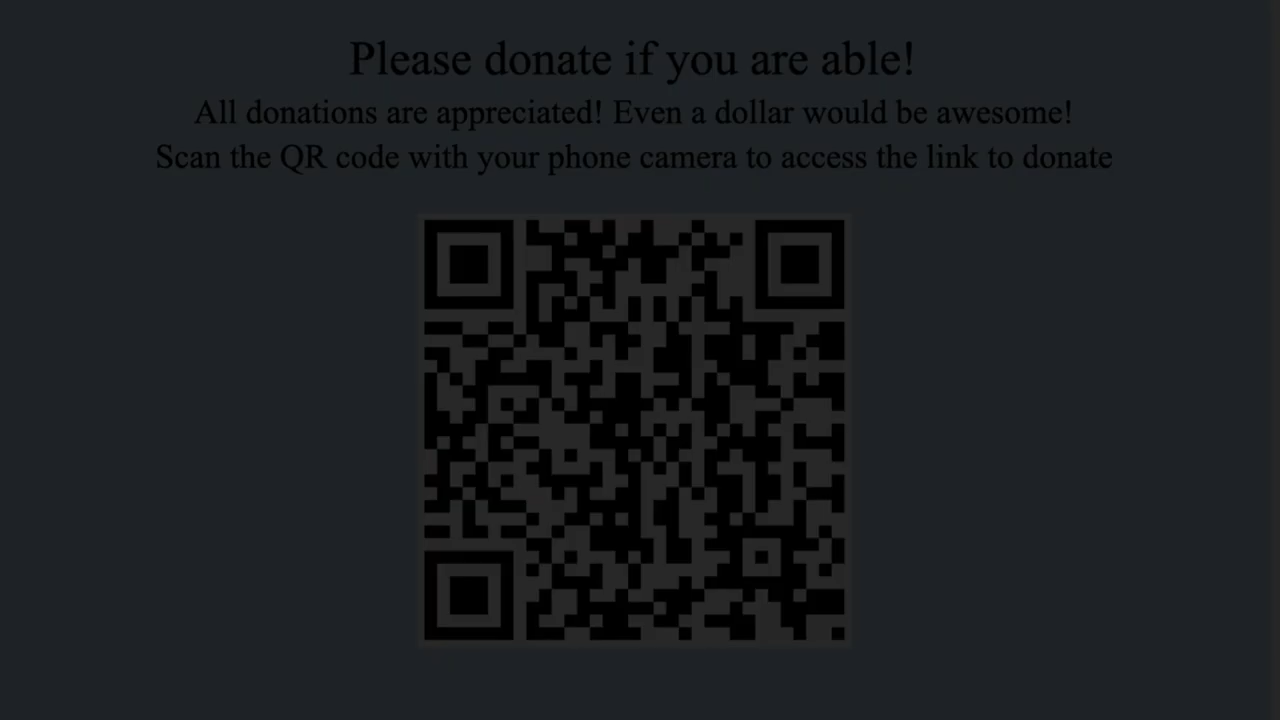 Please donate if you are able!
All donations are appreciated! Even a dollar would be awesome!
Scan the QR code with your phone camera to access the link to donate